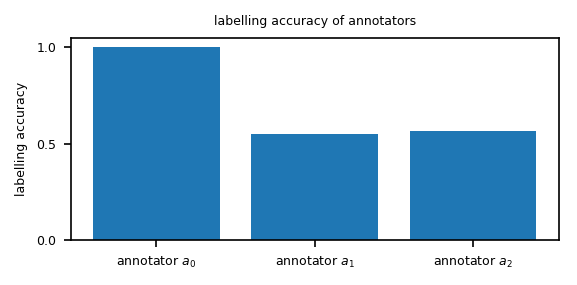 labelling accuracy of annotators
labelling accuracy
1.0
0.5
0.0
annotator a₀
annotator a₁
annotator a₂